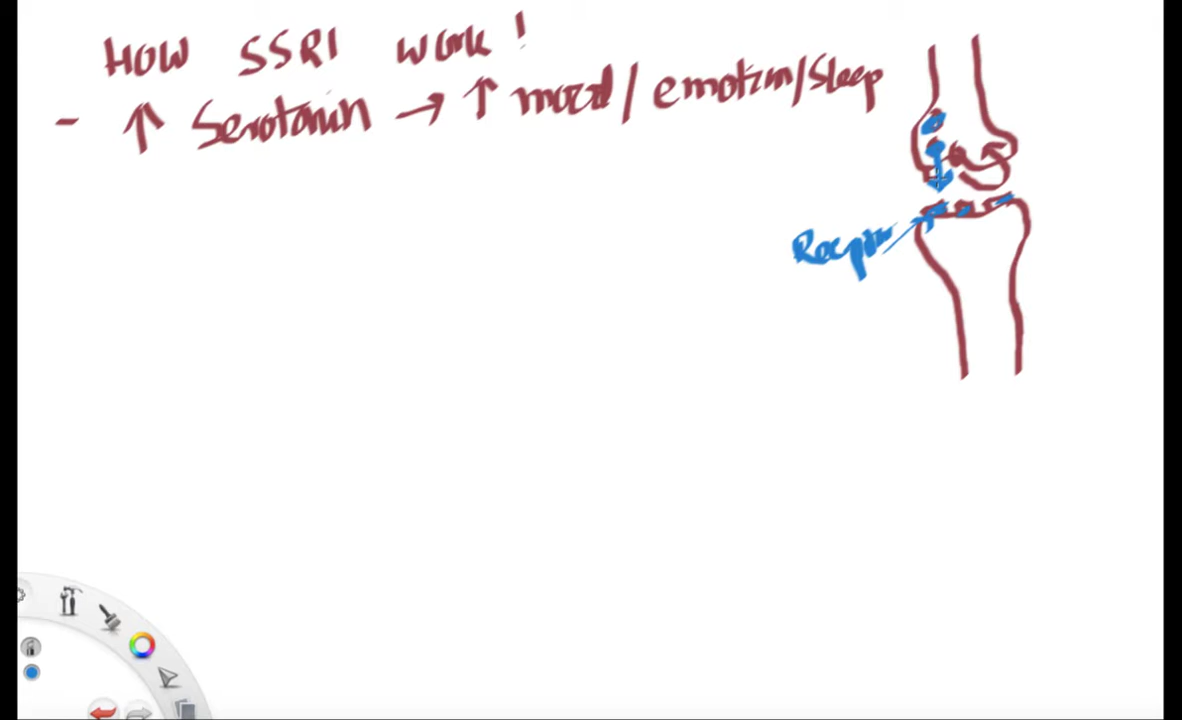 HOW SSRI work !
- ↑ Serotonin → ↑ mood / emotion/Sleep